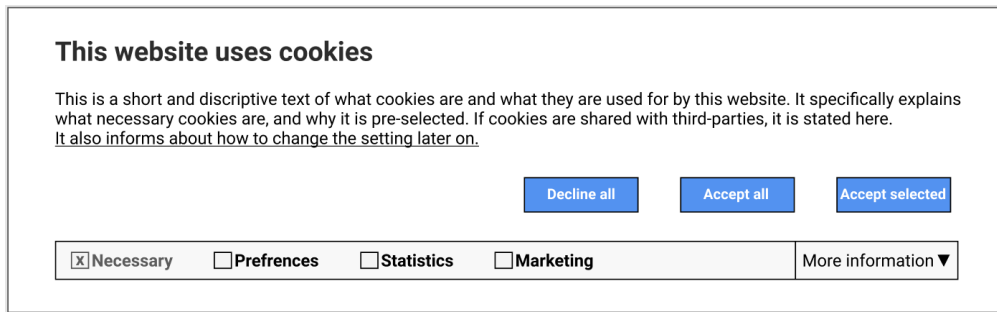 This website uses cookies
This is a short and discriptive text of what cookies are and what they are used for by this website. It specifically explains
what necessary cookies are, and why it is pre-selected. If cookies are shared with third-parties, it is stated here.
It also informs about how to change the setting later on.
Decline all Accept all Accept selected
x Necessary Prefrences Statistics Marketing More information ▼